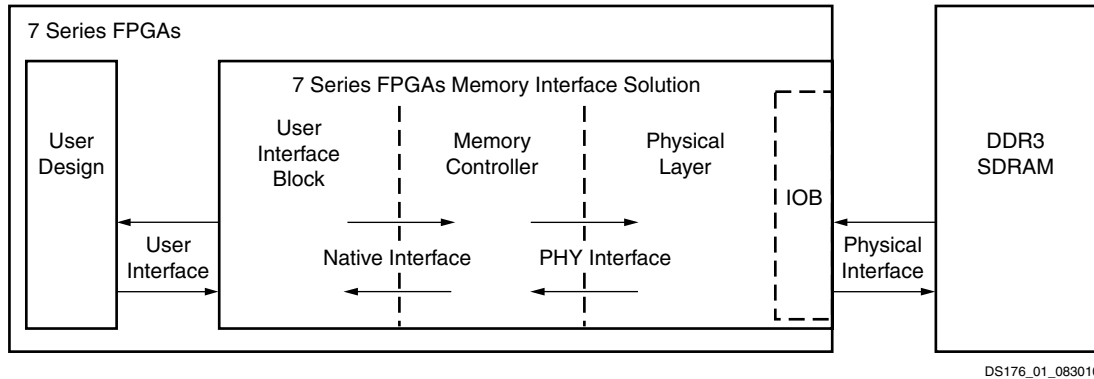 7 Series FPGAs
7 Series FPGAs Memory Interface Solution
User
Design
User
Interface
Block
Memory
Controller
Physical
Layer
IOB
DDR3
SDRAM
User
Interface
Native Interface
PHY Interface
Physical
Interface
DS176_01_083010